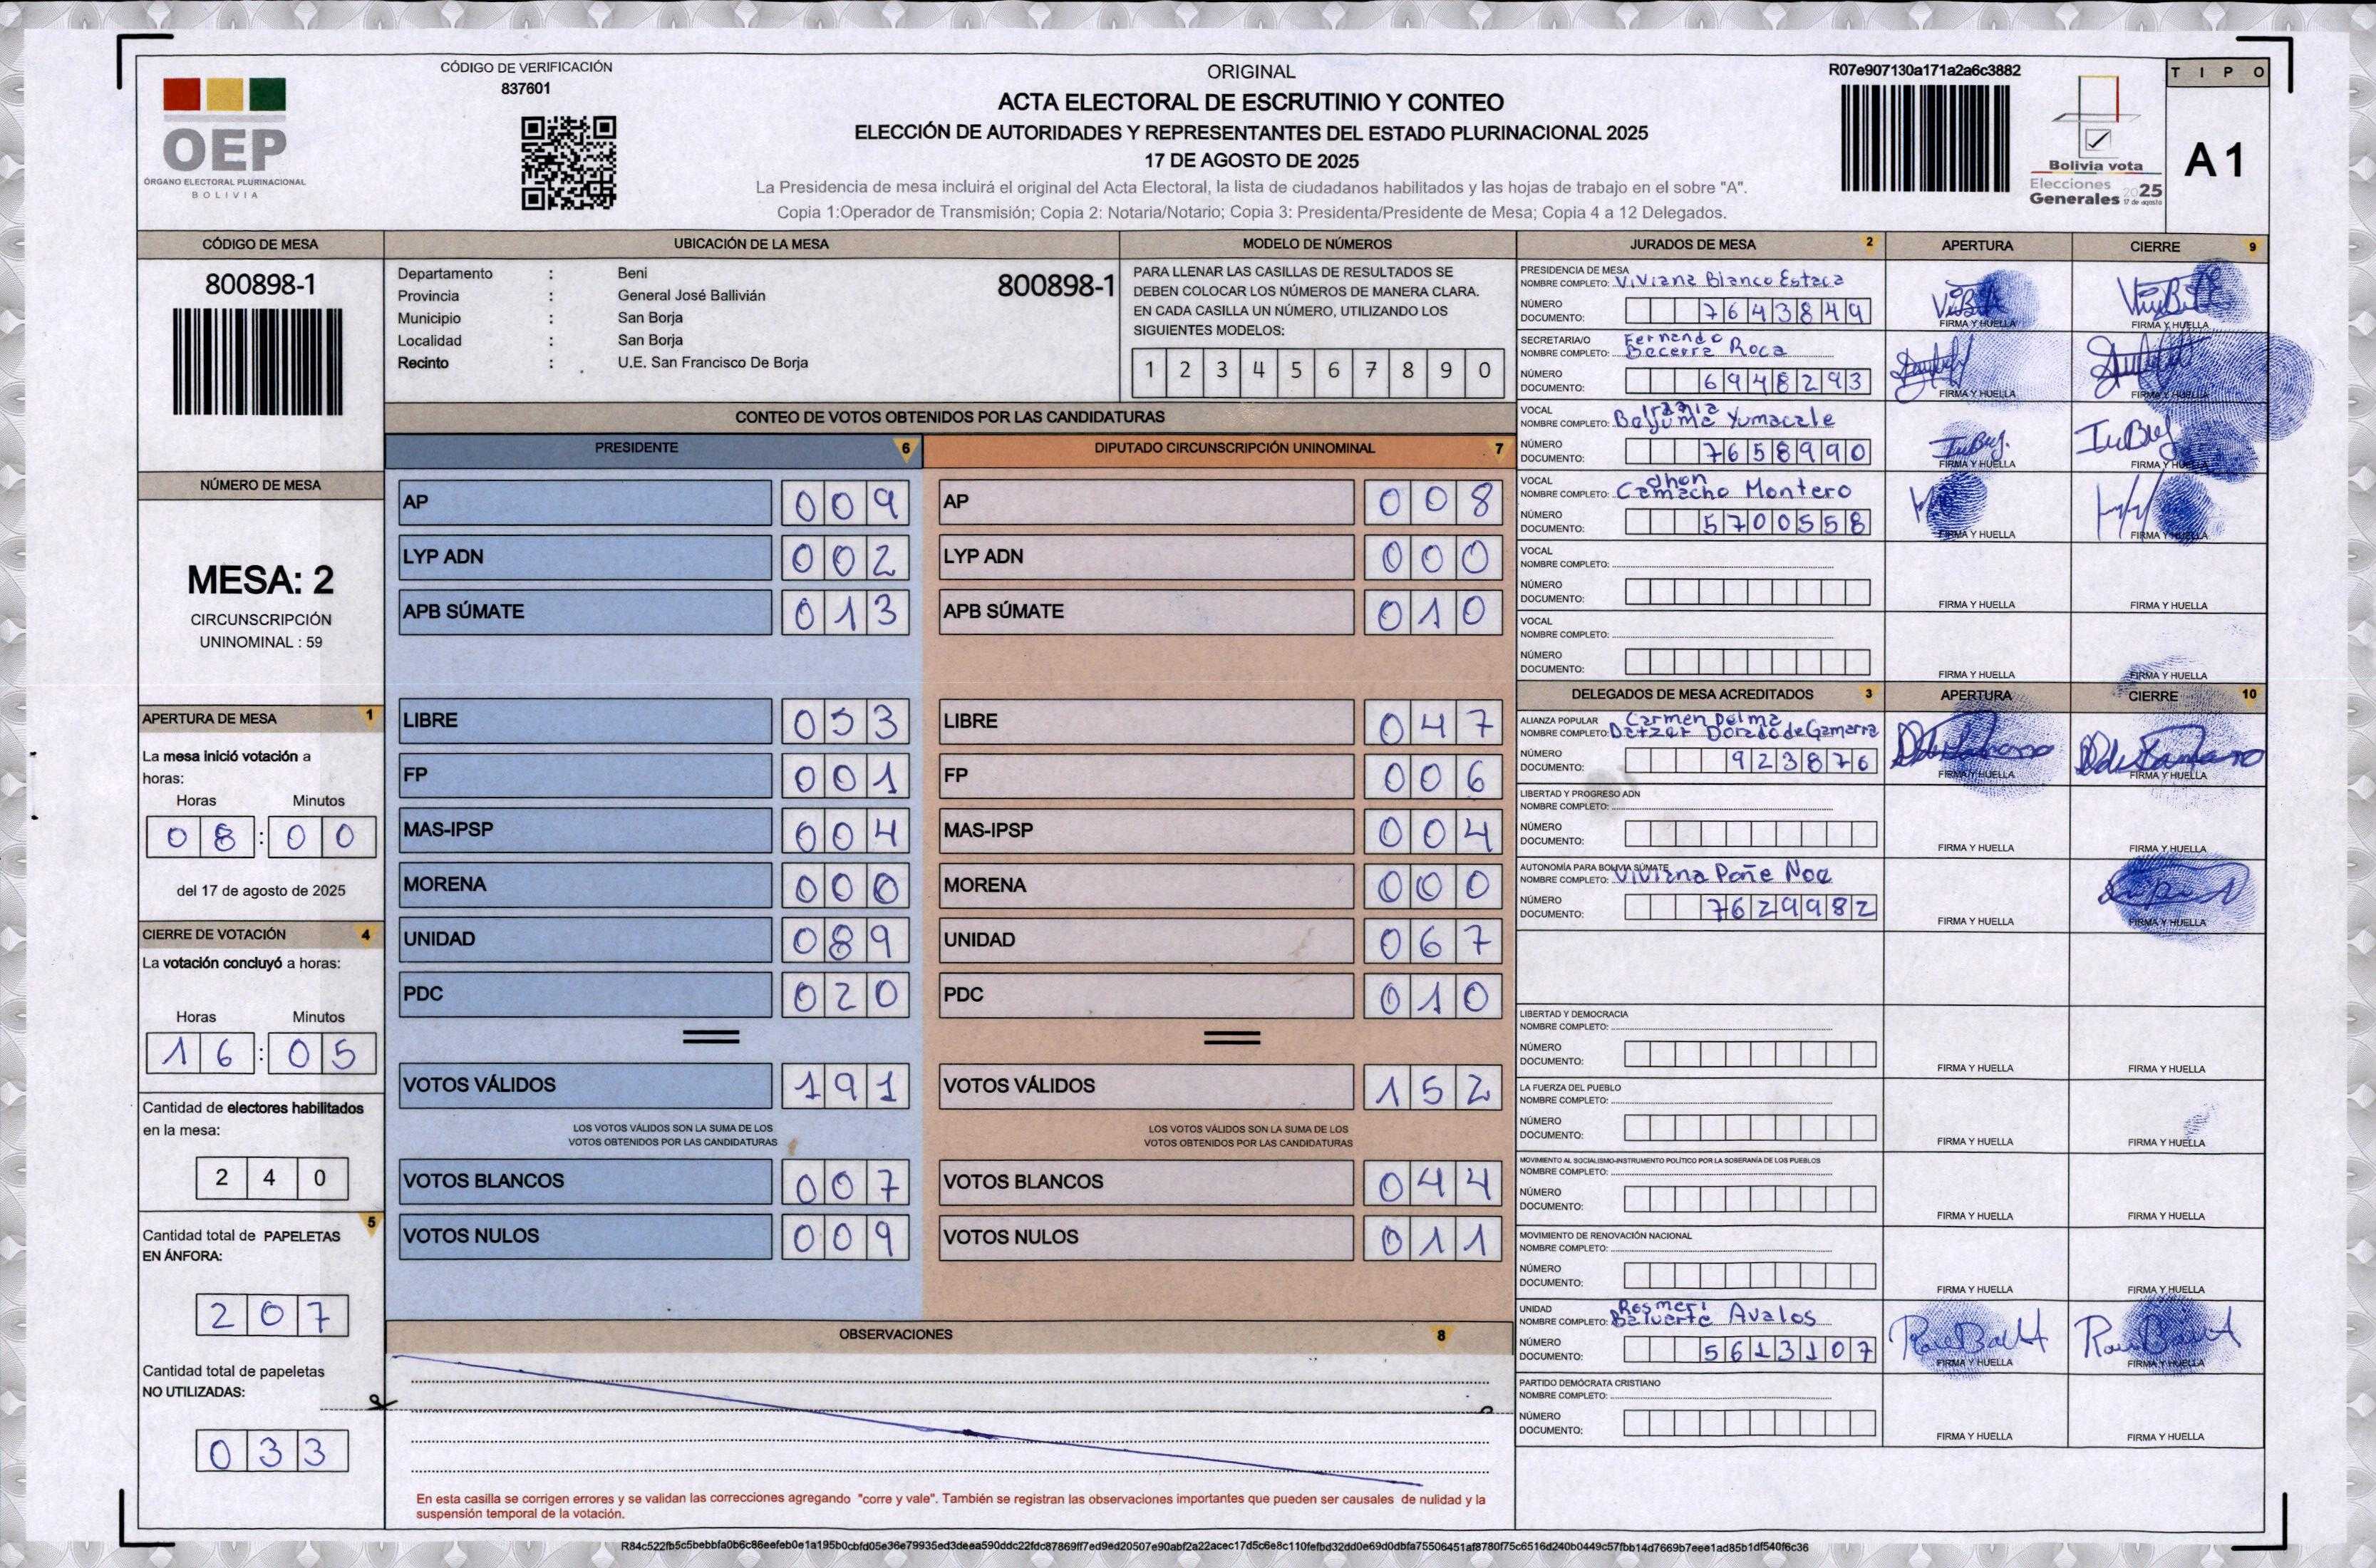 CÓDIGO DE VERIFICACIÓN
837601
OEP
ÓRGANO ELECTORAL PLURINACIONAL
BOLIVIA
ORIGINAL
ACTA ELECTORAL DE ESCRUTINIO Y CONTEO
ELECCIÓN DE AUTORIDADES Y REPRESENTANTES DEL ESTADO PLURINACIONAL 2025
17 DE AGOSTO DE 2025
La Presidencia de mesa incluirá el original del Acta Electoral, la lista de ciudadanos habilitados y las hojas de trabajo en el sobre "A".
Copia 1:Operador de Transmisión; Copia 2: Notaria/Notario; Copia 3: Presidenta/Presidente de Mesa; Copia 4 a 12 Delegados.
R07e907130a171a2a6c3882
Bolivia vota
Elecciones
Generales 2025
17 de agosto
TIPO
A1
CÓDIGO DE MESA
800898-1
NÚMERO DE MESA
MESA: 2
CIRCUNSCRIPCIÓN
UNINOMINAL : 59
APERTURA DE MESA 1
La mesa inició votación a
horas:
Horas Minutos
08:00
del 17 de agosto de 2025
CIERRE DE VOTACIÓN 4
La votación concluyó a horas:
Horas Minutos
16:05
Cantidad de electores habilitados
en la mesa:
240
5
Cantidad total de PAPELETAS
EN ÁNFORA:
207
Cantidad total de papeletas
NO UTILIZADAS:
033
UBICACIÓN DE LA MESA
Departamento : Beni
800898-1
Provincia : General José Ballivián
Municipio : San Borja
Localidad : San Borja
Recinto : U.E. San Francisco De Borja
MODELO DE NÚMEROS
PARA LLENAR LAS CASILLAS DE RESULTADOS SE
DEBEN COLOCAR LOS NÚMEROS DE MANERA CLARA.
EN CADA CASILLA UN NÚMERO, UTILIZANDO LOS
SIGUIENTES MODELOS:
1 2 3 4 5 6 7 8 9 0
CONTEO DE VOTOS OBTENIDOS POR LAS CANDIDATURAS
PRESIDENTE 6
AP 009
LYP ADN 002
APB SÚMATE 013
LIBRE 053
FP 001
MAS-IPSP 004
MORENA 000
UNIDAD 089
PDC 020
VOTOS VÁLIDOS 191
LOS VOTOS VÁLIDOS SON LA SUMA DE LOS
VOTOS OBTENIDOS POR LAS CANDIDATURAS
VOTOS BLANCOS 007
VOTOS NULOS 009
DIPUTADO CIRCUNSCRIPCIÓN UNINOMINAL 7
AP 008
LYP ADN 000
APB SÚMATE 010
LIBRE 047
FP 006
MAS-IPSP 004
MORENA 000
UNIDAD 067
PDC 010
VOTOS VÁLIDOS 152
LOS VOTOS VÁLIDOS SON LA SUMA DE LOS
VOTOS OBTENIDOS POR LAS CANDIDATURAS
VOTOS BLANCOS 044
VOTOS NULOS 011
OBSERVACIONES 8
En esta casilla se corrigen errores y se validan las correcciones agregando "corre y vale". También se registran las observaciones importantes que pueden ser causales de nulidad y la
suspensión temporal de la votación.
JURADOS DE MESA 2 APERTURA CIERRE 9
PRESIDENCIA DE MESA
NOMBRE COMPLETO: Viviana Blanco Estaca
NÚMERO
DOCUMENTO: 7643849
FIRMA Y HUELLA FIRMA Y HUELLA
SECRETARIA/O Fernando
NOMBRE COMPLETO: Becerra Roca
NÚMERO
DOCUMENTO: 6948293
FIRMA Y HUELLA FIRMA Y HUELLA
VOCAL
NOMBRE COMPLETO: Yumacale
NÚMERO
DOCUMENTO: 7658990
FIRMA Y HUELLA FIRMA Y HUELLA
VOCAL Jhon
NOMBRE COMPLETO: Camacho Montero
NÚMERO
DOCUMENTO: 5700558
FIRMA Y HUELLA FIRMA Y HUELLA
VOCAL
NOMBRE COMPLETO:
NÚMERO
DOCUMENTO:
FIRMA Y HUELLA FIRMA Y HUELLA
VOCAL
NOMBRE COMPLETO:
NÚMERO
DOCUMENTO:
FIRMA Y HUELLA FIRMA Y HUELLA
DELEGADOS DE MESA ACREDITADOS 3 APERTURA CIERRE 10
ALIANZA POPULAR Carmen Delma
NOMBRE COMPLETO: Datzer Dorado de Gamarra
NÚMERO
DOCUMENTO: 923876
FIRMA Y HUELLA FIRMA Y HUELLA
LIBERTAD Y PROGRESO ADN
NOMBRE COMPLETO:
NÚMERO
DOCUMENTO:
FIRMA Y HUELLA FIRMA Y HUELLA
AUTONOMÍA PARA BOLIVIA SÚMATE
NOMBRE COMPLETO: Viviana Poñe Noe
NÚMERO
DOCUMENTO: 7629982
FIRMA Y HUELLA FIRMA Y HUELLA
LIBERTAD Y DEMOCRACIA
NOMBRE COMPLETO:
NÚMERO
DOCUMENTO:
FIRMA Y HUELLA FIRMA Y HUELLA
LA FUERZA DEL PUEBLO
NOMBRE COMPLETO:
NÚMERO
DOCUMENTO:
FIRMA Y HUELLA FIRMA Y HUELLA
MOVIMIENTO AL SOCIALISMO-INSTRUMENTO POLÍTICO POR LA SOBERANÍA DE LOS PUEBLOS
NOMBRE COMPLETO:
NÚMERO
DOCUMENTO:
FIRMA Y HUELLA FIRMA Y HUELLA
MOVIMIENTO DE RENOVACIÓN NACIONAL
NOMBRE COMPLETO:
NÚMERO
DOCUMENTO:
FIRMA Y HUELLA FIRMA Y HUELLA
UNIDAD Rosmeri
NOMBRE COMPLETO: Baluarte Avalos
NÚMERO
DOCUMENTO: 5613107
FIRMA Y HUELLA FIRMA Y HUELLA
PARTIDO DEMÓCRATA CRISTIANO
NOMBRE COMPLETO:
NÚMERO
DOCUMENTO:
FIRMA Y HUELLA FIRMA Y HUELLA